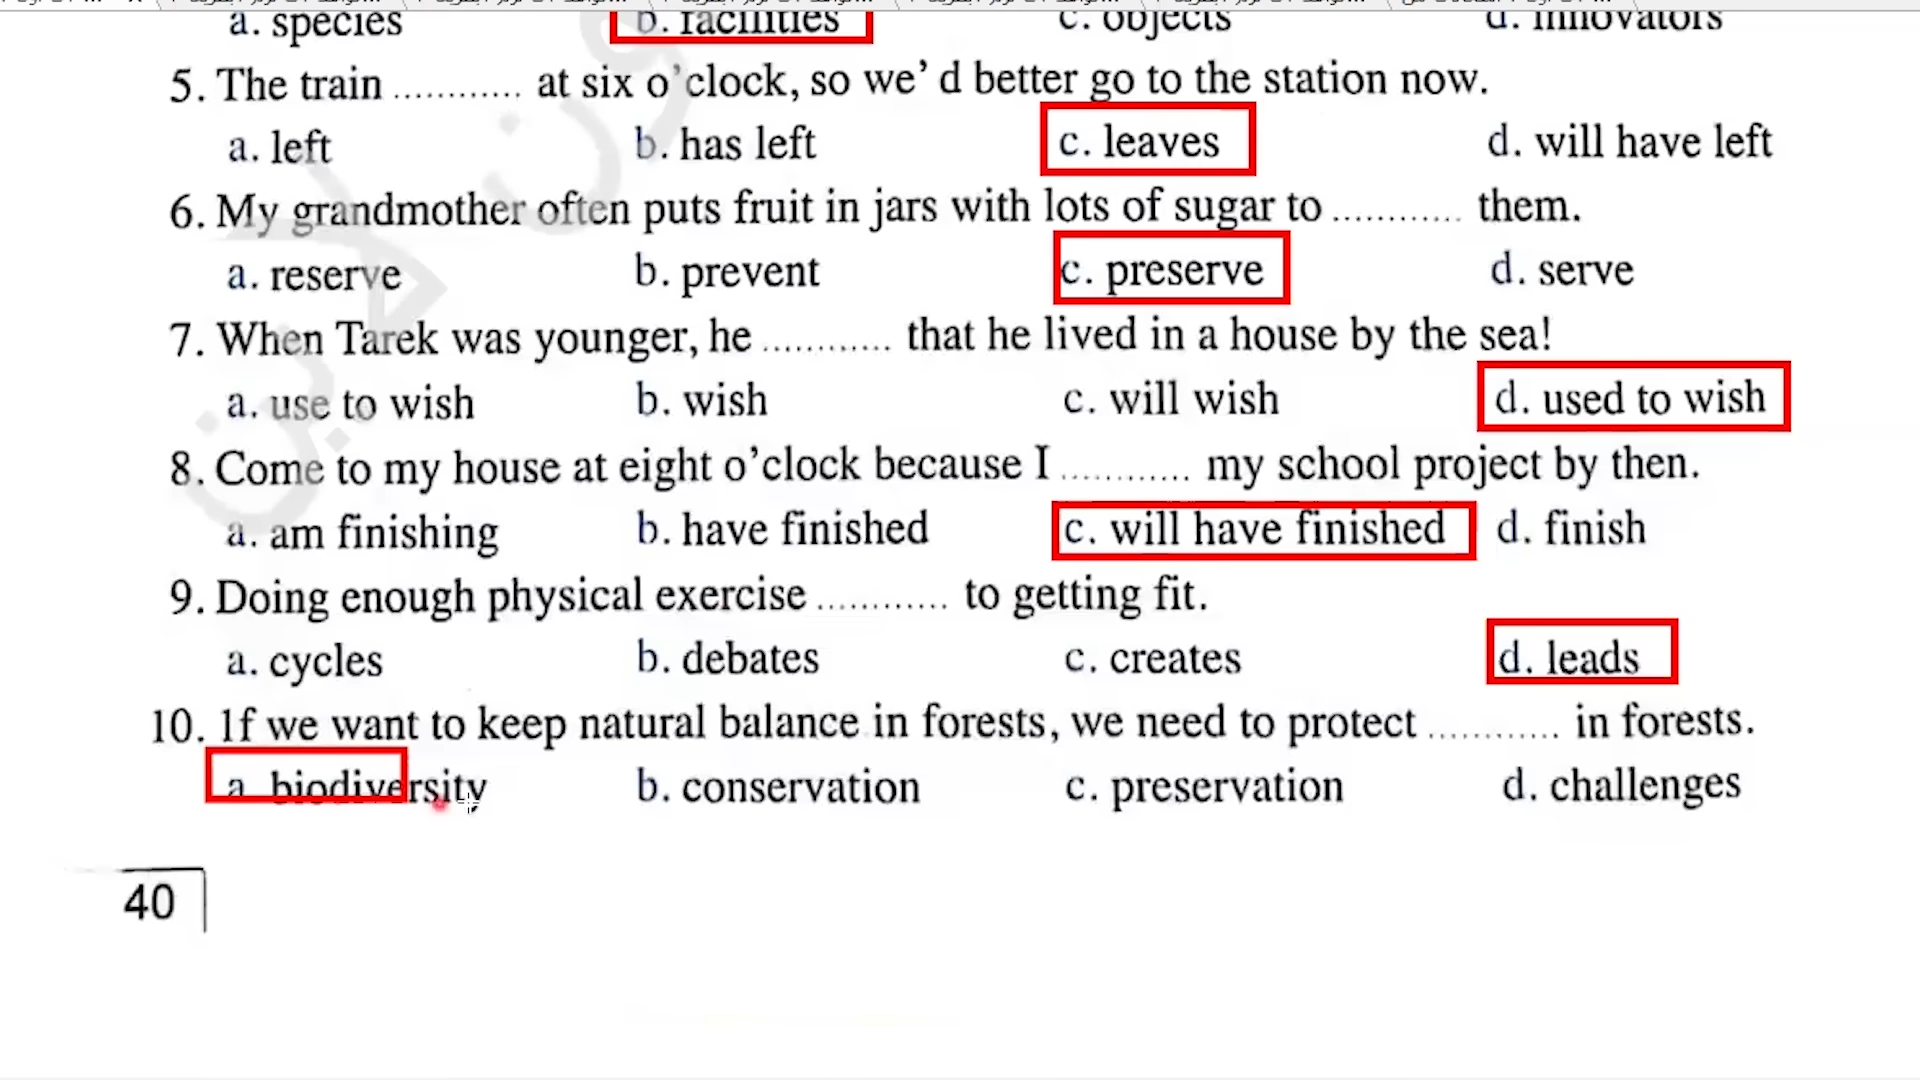 a. species b. facilities c. objects d. innovators
5. The train ............ at six o’clock, so we’ d better go to the station now.
a. left b. has left c. leaves d. will have left
6. My grandmother often puts fruit in jars with lots of sugar to ............ them.
a. reserve b. prevent c. preserve d. serve
7. When Tarek was younger, he ............ that he lived in a house by the sea!
a. use to wish b. wish c. will wish d. used to wish
8. Come to my house at eight o’clock because I ............ my school project by then.
a. am finishing b. have finished c. will have finished d. finish
9. Doing enough physical exercise ............ to getting fit.
a. cycles b. debates c. creates d. leads
10. 1f we want to keep natural balance in forests, we need to protect ............ in forests.
a. biodiversity b. conservation c. preservation d. challenges
40